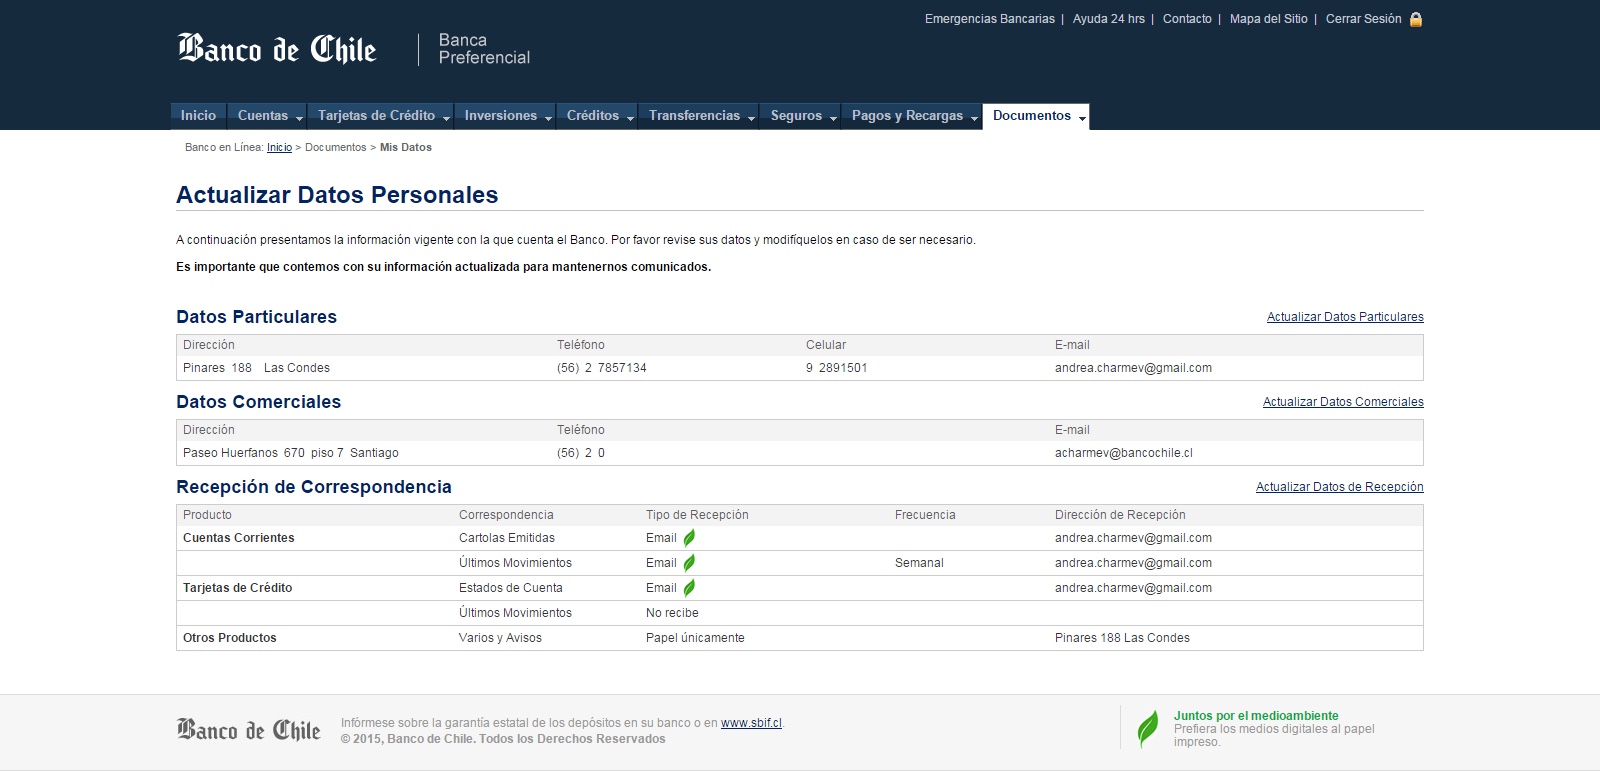 Emergencias Bancarias | Ayuda 24 hrs | Contacto | Mapa del Sitio | Cerrar Sesión
Banco de Chile
Banca
Preferencial
Inicio Cuentas Tarjetas de Crédito Inversiones Créditos Transferencias Seguros Pagos y Recargas Documentos
Banco en Línea: Inicio > Documentos > Mis Datos
Actualizar Datos Personales
A continuación presentamos la información vigente con la que cuenta el Banco. Por favor revise sus datos y modifíquelos en caso de ser necesario.
Es importante que contemos con su información actualizada para mantenernos comunicados.
Datos Particulares Actualizar Datos Particulares
Dirección Teléfono Celular E-mail
Pinares 188 Las Condes (56) 2 7857134 9 2891501 andrea.charmev@gmail.com
Datos Comerciales Actualizar Datos Comerciales
Dirección Teléfono E-mail
Paseo Huerfanos 670 piso 7 Santiago (56) 2 0 acharmev@bancochile.cl
Recepción de Correspondencia Actualizar Datos de Recepción
Producto Correspondencia Tipo de Recepción Frecuencia Dirección de Recepción
Cuentas Corrientes Cartolas Emitidas Email andrea.charmev@gmail.com
Últimos Movimientos Email Semanal andrea.charmev@gmail.com
Tarjetas de Crédito Estados de Cuenta Email andrea.charmev@gmail.com
Últimos Movimientos No recibe
Otros Productos Varios y Avisos Papel únicamente Pinares 188 Las Condes
Banco de Chile
Infórmese sobre la garantía estatal de los depósitos en su banco o en www.sbif.cl.
© 2015, Banco de Chile. Todos los Derechos Reservados
Juntos por el medioambiente
Prefiera los medios digitales al papel
impreso.